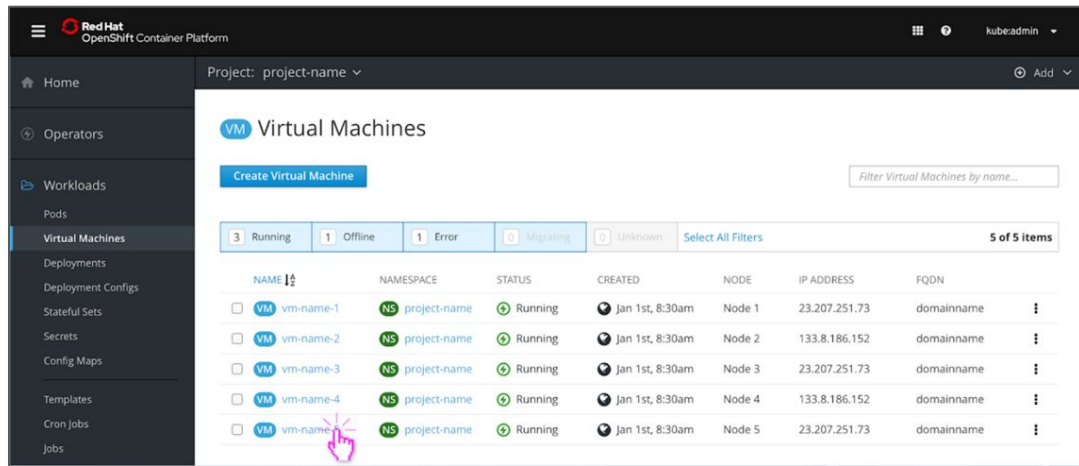 Red Hat
OpenShift Container Platform
kube:admin
Home
Operators
Workloads
Pods
Virtual Machines
Deployments
Deployment Configs
Stateful Sets
Secrets
Config Maps
Templates
Cron Jobs
Jobs
Project: project-name
Add
VM Virtual Machines
Create Virtual Machine
Filter Virtual Machines by name...
3 Running 1 Offline 1 Error 0 Migrating 0 Unknown Select All Filters 5 of 5 items
NAME NAMESPACE STATUS CREATED NODE IP ADDRESS FQDN
VM vm-name-1 NS project-name Running Jan 1st, 8:30am Node 1 23.207.251.73 domainname
VM vm-name-2 NS project-name Running Jan 1st, 8:30am Node 2 133.8.186.152 domainname
VM vm-name-3 NS project-name Running Jan 1st, 8:30am Node 3 23.207.251.73 domainname
VM vm-name-4 NS project-name Running Jan 1st, 8:30am Node 4 133.8.186.152 domainname
VM vm-name NS project-name Running Jan 1st, 8:30am Node 5 23.207.251.73 domainname